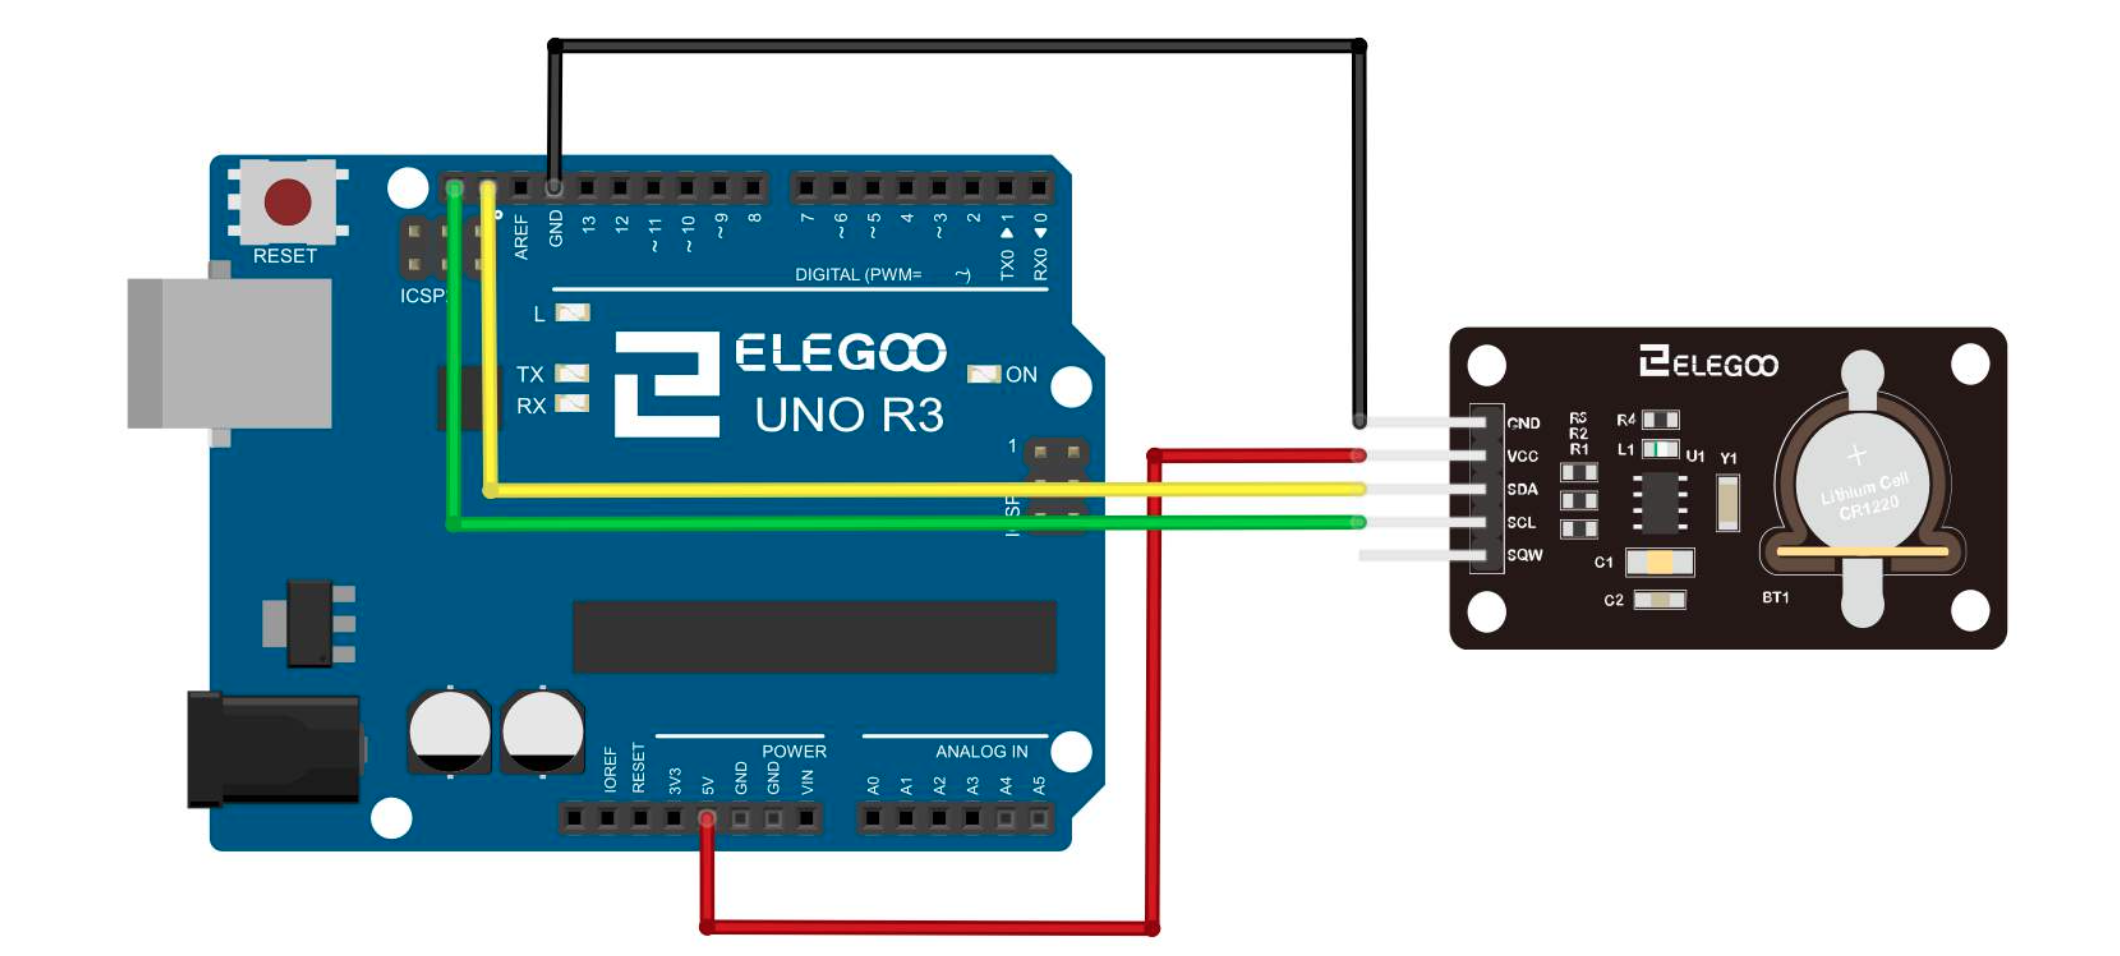 RESET
ICSP
AREF
GND
13
12
~11
~10
~9
8
7
~6
~5
4
~3
2
TX0 ▶ 1
RX0 ◀ 0
DIGITAL (PWM= ~)
L
TX
RX
ELEGOO
UNO R3
ON
1
IOREF
RESET
3V3
5V
GND
GND
VIN
POWER
ANALOG IN
A0
A1
A2
A3
A4
A5
ELEGOO
GND
VCC
SDA
SCL
SQW
R3
R2
R1
R4
L1
U1
Y1
C1
C2
BT1
+
Lithium Cell
CR1220